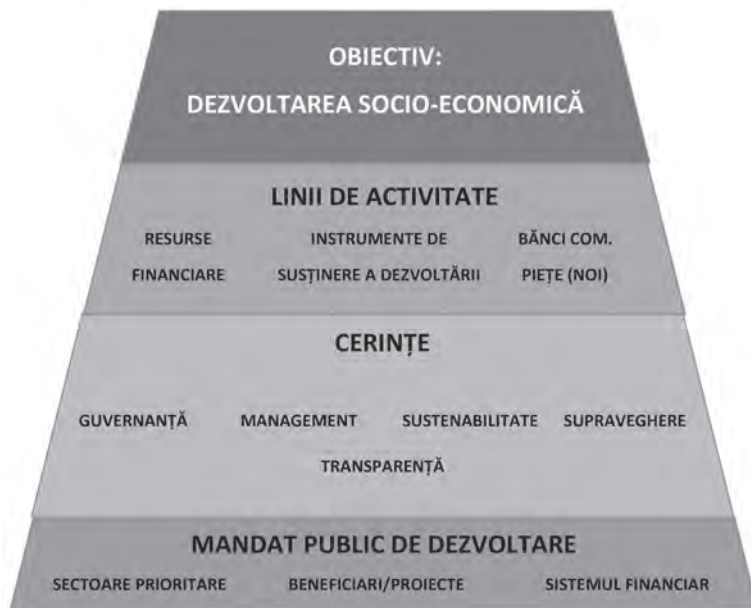 OBIECTIV:
DEZVOLTAREA SOCIO-ECONOMICĂ
LINII DE ACTIVITATE
RESURSE INSTRUMENTE DE BĂNCI COM.
FINANCIARE SUSȚINERE A DEZVOLTĂRII PIEȚE (NOI)
CERINȚE
GUVERNANȚĂ MANAGEMENT SUSTENABILITATE SUPRAVEGHERE
TRANSPARENȚĂ
MANDAT PUBLIC DE DEZVOLTARE
SECTOARE PRIORITARE BENEFICIARI/PROIECTE SISTEMUL FINANCIAR